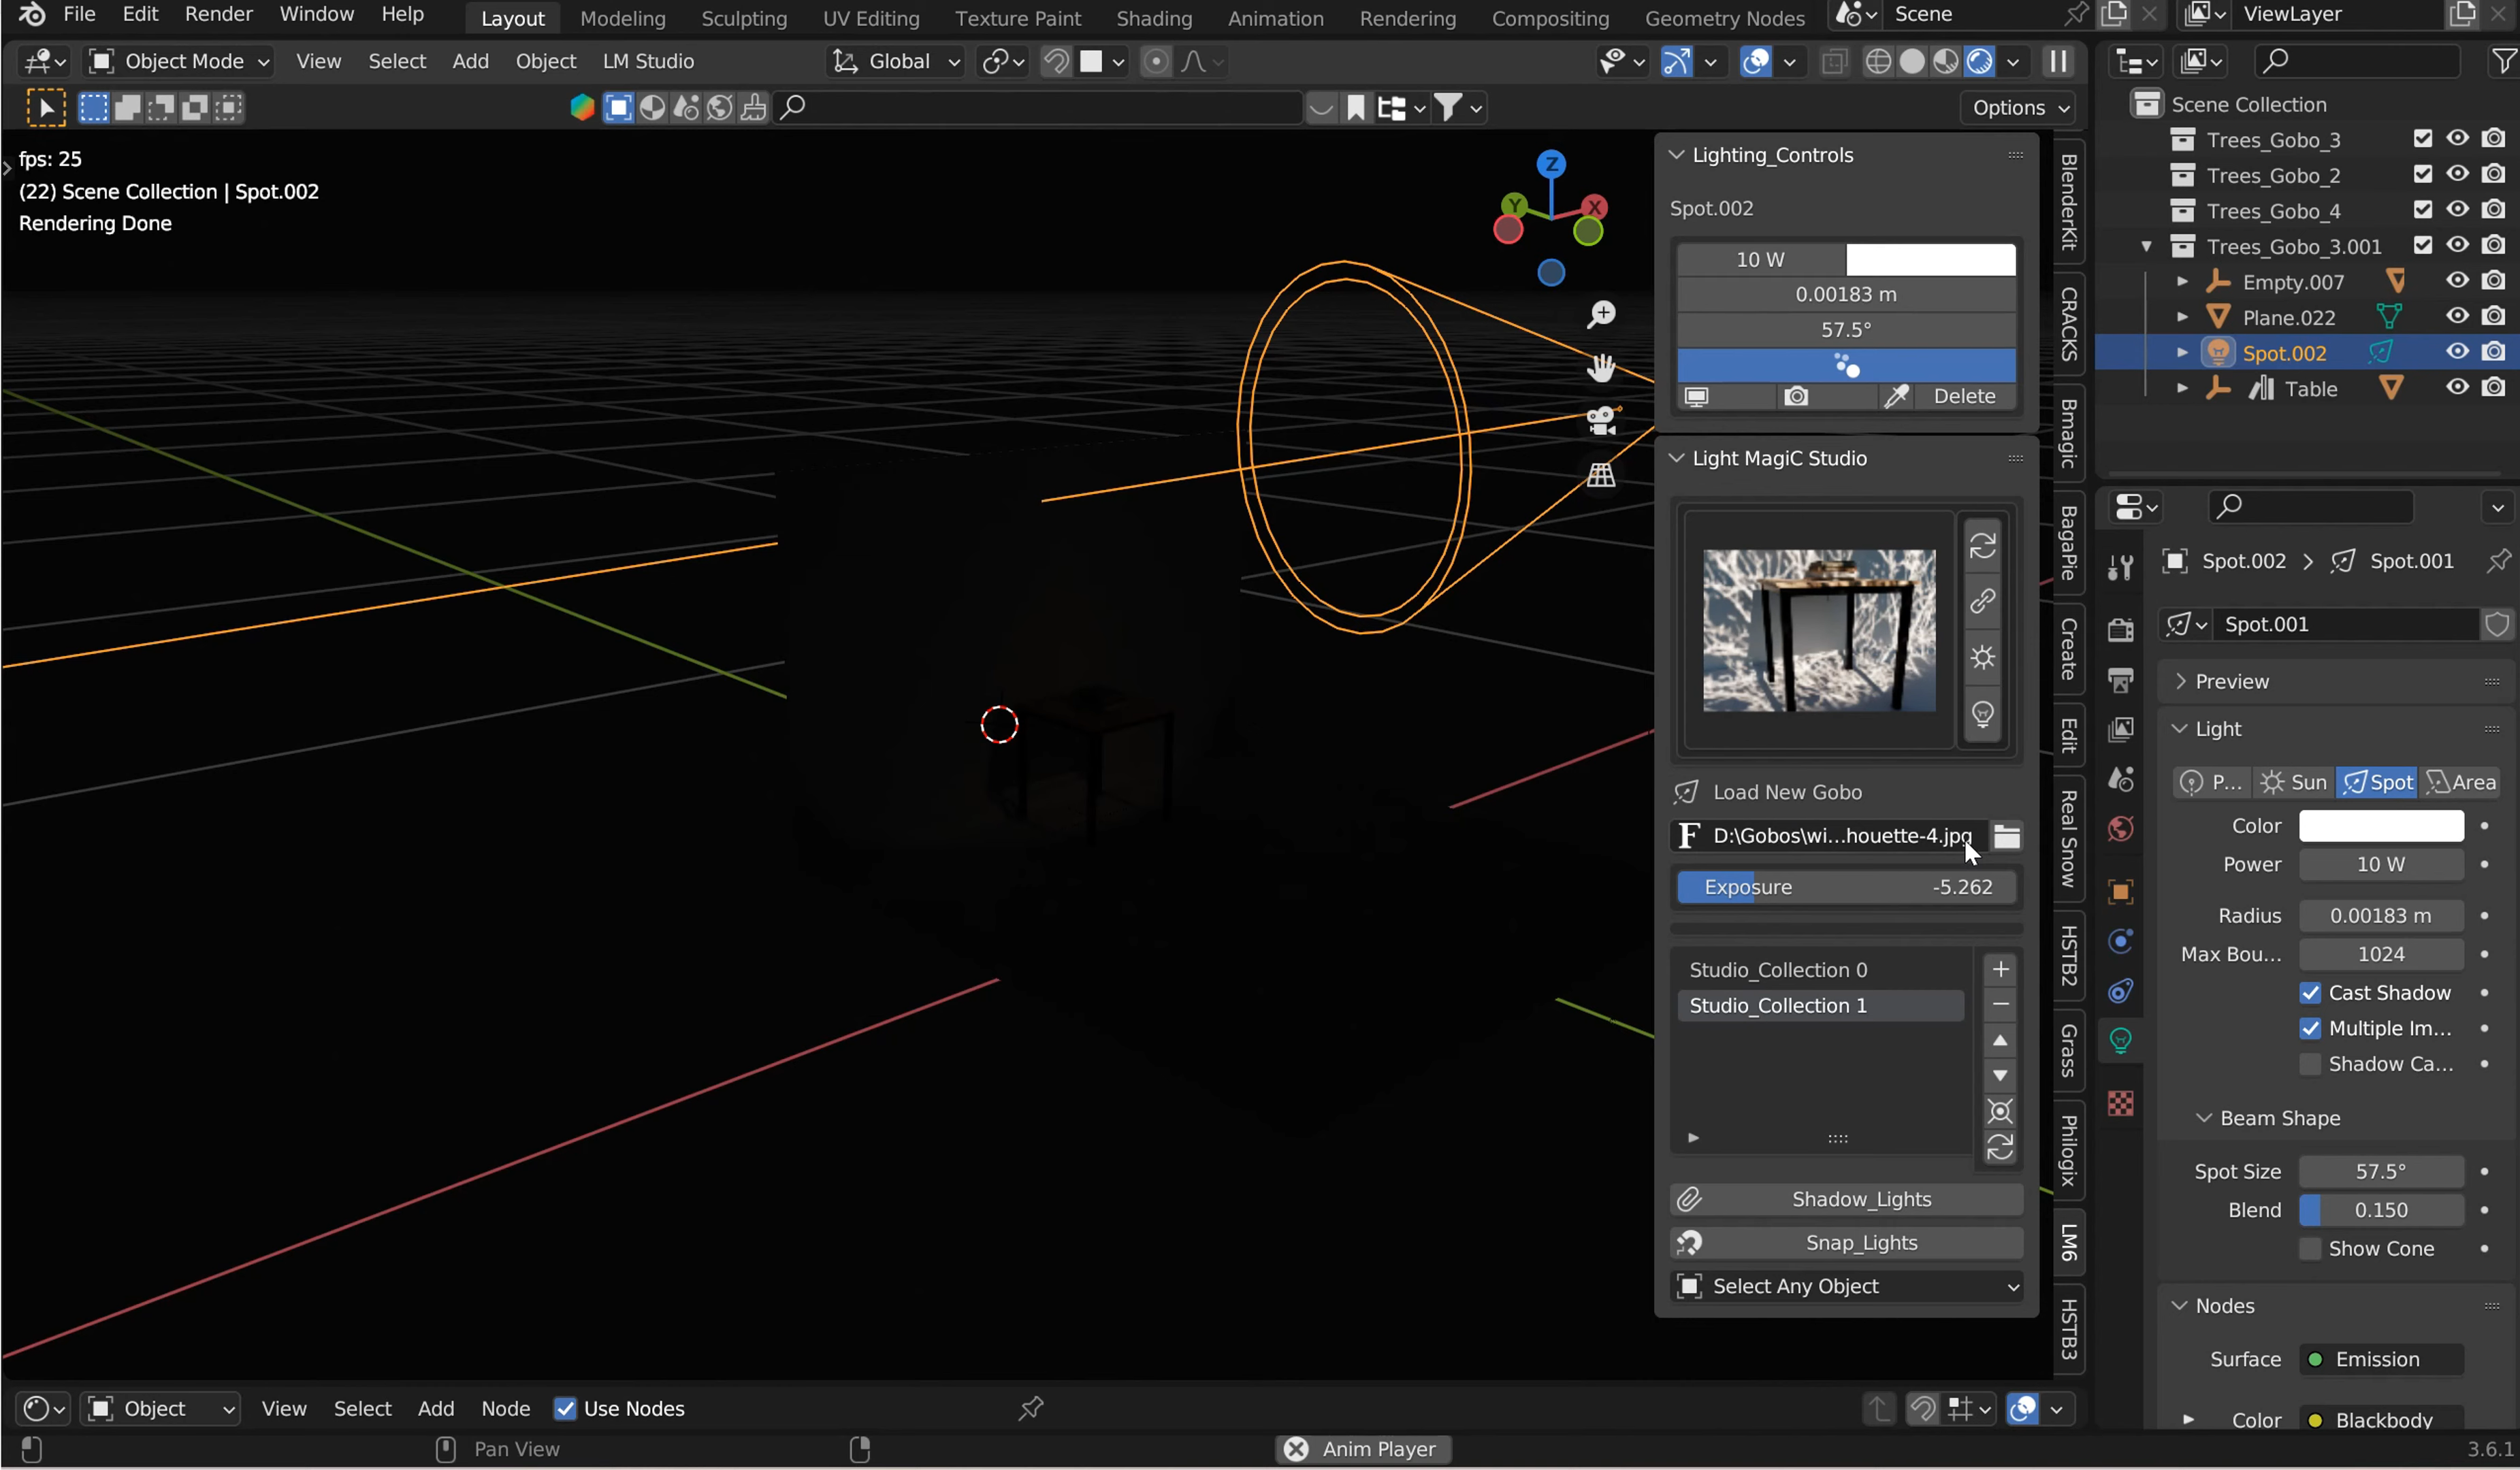 File Edit Render Window Help Layout Modeling Sculpting UV Editing Texture Paint Shading Animation Rendering Compositing Geometry Nodes Scene ViewLayer
Object Mode View Select Add Object LM Studio Global
Options
fps: 25
(22) Scene Collection | Spot.002
Rendering Done
Z
Y
X
Lighting_Controls
Spot.002
10 W
0.00183 m
57.5°
Delete
Light MagiC Studio
Load New Gobo
F D:\Gobos\wi...houette-4.jpg
Exposure -5.262
Studio_Collection 0
Studio_Collection 1
Shadow_Lights
Snap_Lights
Select Any Object
BlenderKit
CRACKS
Bmagic
BagaPie
Create
Edit
Real Snow
HSTB2
Grass
Philogix
LM6
HSTB3
Scene Collection
Trees_Gobo_3
Trees_Gobo_2
Trees_Gobo_4
Trees_Gobo_3.001
Empty.007
Plane.022
Spot.002
Table
Spot.002 > Spot.001
Spot.001
Preview
Light
P... Sun Spot Area
Color
Power 10 W
Radius 0.00183 m
Max Bou... 1024
Cast Shadow
Multiple Im...
Shadow Ca...
Beam Shape
Spot Size 57.5°
Blend 0.150
Show Cone
Nodes
Surface Emission
Color Blackbody
Object View Select Add Node Use Nodes
Pan View Anim Player 3.6.1